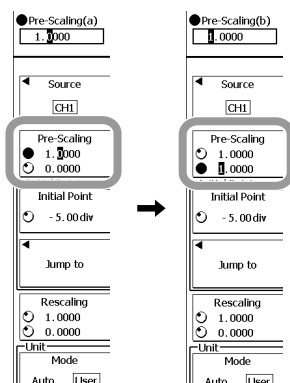 Pre-Scaling(a)
1.0000
Source
CH1
Pre-Scaling
1.0000
0.0000
Initial Point
-5.00div
Jump to
Rescaling
1.0000
0.0000
Unit
Mode
Auto User
Pre-Scaling(b)
1.0000
Source
CH1
Pre-Scaling
1.0000
1.0000
Initial Point
-5.00div
Jump to
Rescaling
1.0000
0.0000
Unit
Mode
Auto User